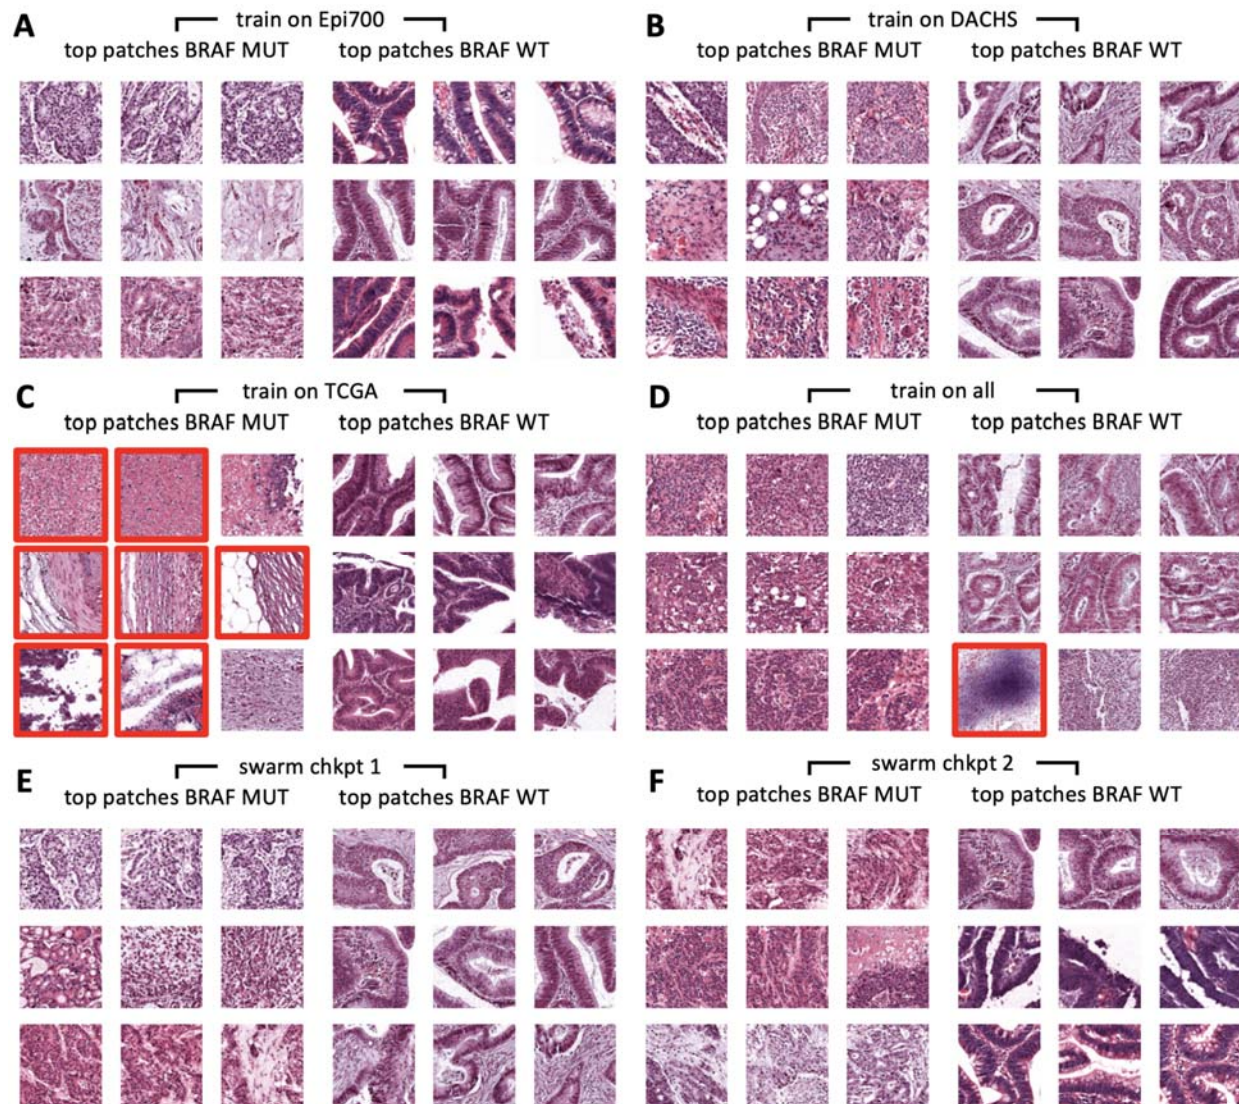 A train on Epi700
top patches BRAF MUT top patches BRAF WT
B train on DACHS
top patches BRAF MUT top patches BRAF WT
C train on TCGA
top patches BRAF MUT top patches BRAF WT
D train on all
top patches BRAF MUT top patches BRAF WT
E swarm chkpt 1
top patches BRAF MUT top patches BRAF WT
F swarm chkpt 2
top patches BRAF MUT top patches BRAF WT